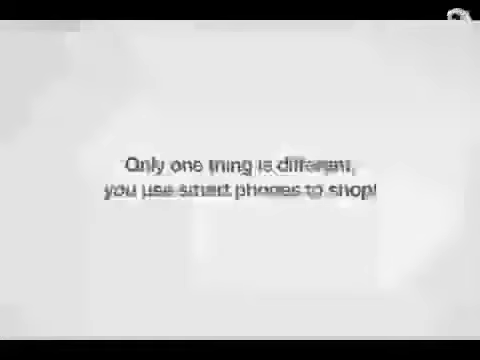 Only one thing is different,
you use smart phones to shop!